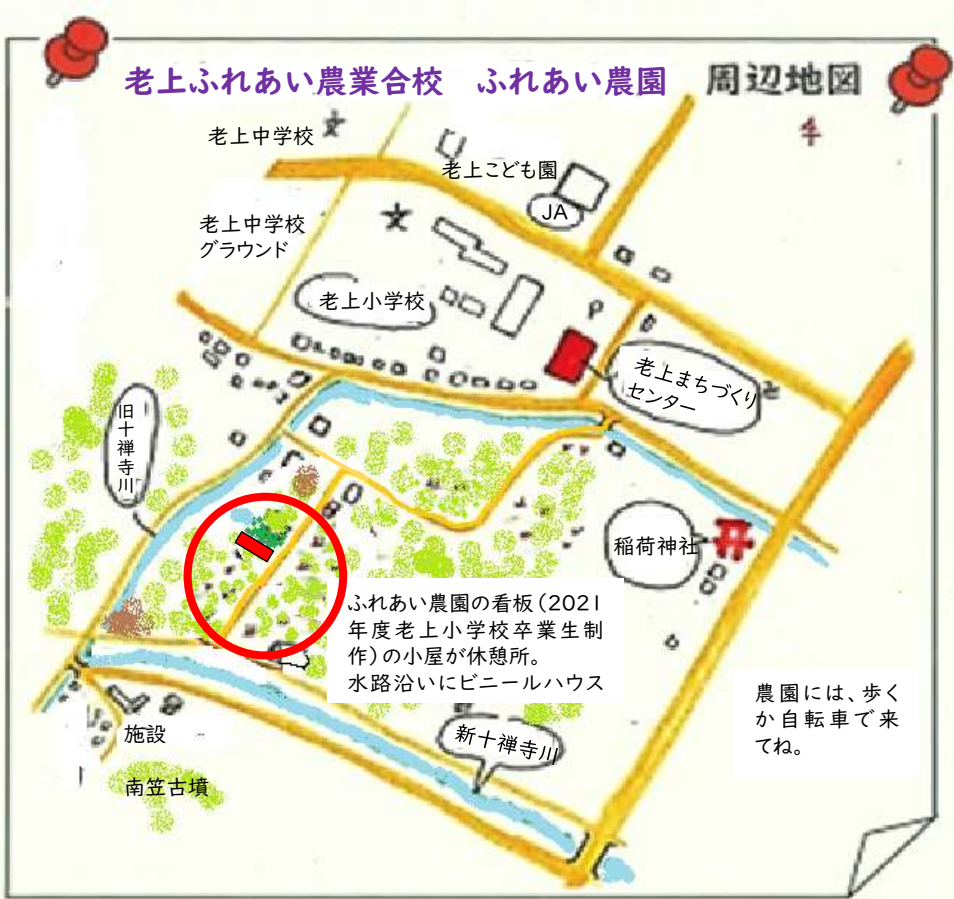 老上ふれあい農業合校　ふれあい農園　周辺地図
老上中学校
老上こども園
JA
老上中学校
グラウンド
老上小学校
P
老上まちづくり
センター
旧十禅寺川
稲荷神社
ふれあい農園の看板(2021
年度老上小学校卒業生制
作)の小屋が休憩所。
水路沿いにビニールハウス
農園には、歩く
か自転車で来
てね。
新十禅寺川
施設
南笠古墳